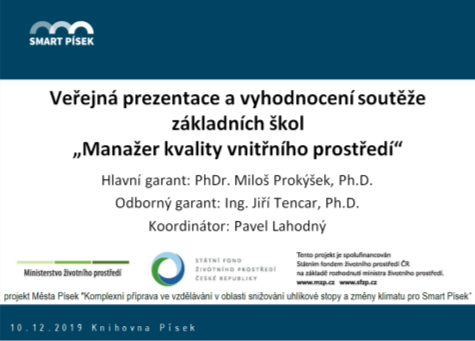 SMART PÍSEK
Veřejná prezentace a vyhodnocení soutěže
základních škol
„Manažer kvality vnitřního prostředí“
Hlavní garant: PhDr. Miloš Prokýšek, Ph.D.
Odborný garant: Ing. Jiří Tencar, Ph.D.
Koordinátor: Pavel Lahodný
Ministerstvo životního prostředí
STÁTNÍ FOND
ŽIVOTNÍHO PROSTŘEDÍ
ČESKÉ REPUBLIKY
Tento projekt je spolufinancován
Státním fondem životního prostředí ČR
na základě rozhodnutí ministra životního prostředí.
www.mzp.cz www.sfzp.cz
projekt Města Písek "Komplexní příprava ve vzdělávání v oblasti snižování uhlíkové stopy a změny klimatu pro Smart Písek"
10.12.2019 Knihovna Písek